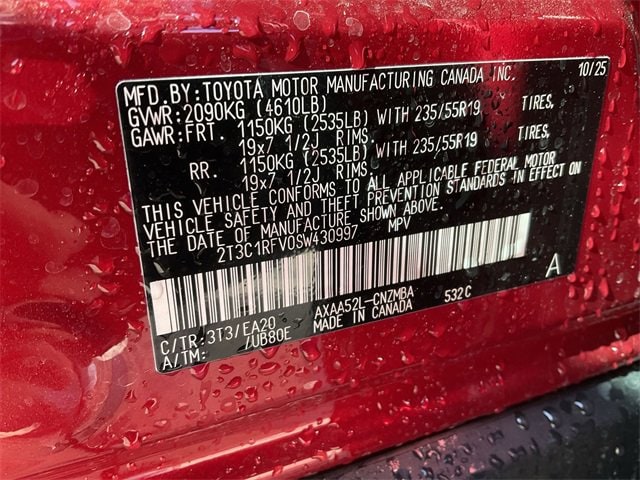 MFD.BY:TOYOTA MOTOR MANUFACTURING CANADA INC. 10/25
GVWR:2090KG (4610LB)
GAWR:FRT. 1150KG (2535LB) WITH 235/55R19 TIRES,
19x7 1/2J RIMS.
RR. 1150KG (2535LB) WITH 235/55R19 TIRES,
19x7 1/2J RIMS.
THIS VEHICLE CONFORMS TO ALL APPLICABLE FEDERAL MOTOR
VEHICLE SAFETY AND THEFT PREVENTION STANDARDS IN EFFECT ON
THE DATE OF MANUFACTURE SHOWN ABOVE.
2T3C1RFV0SW430997 MPV
A
C/TR:3T3/EA20 AXAA52L-CNZMBA 532C
A/TM: /UB80E MADE IN CANADA